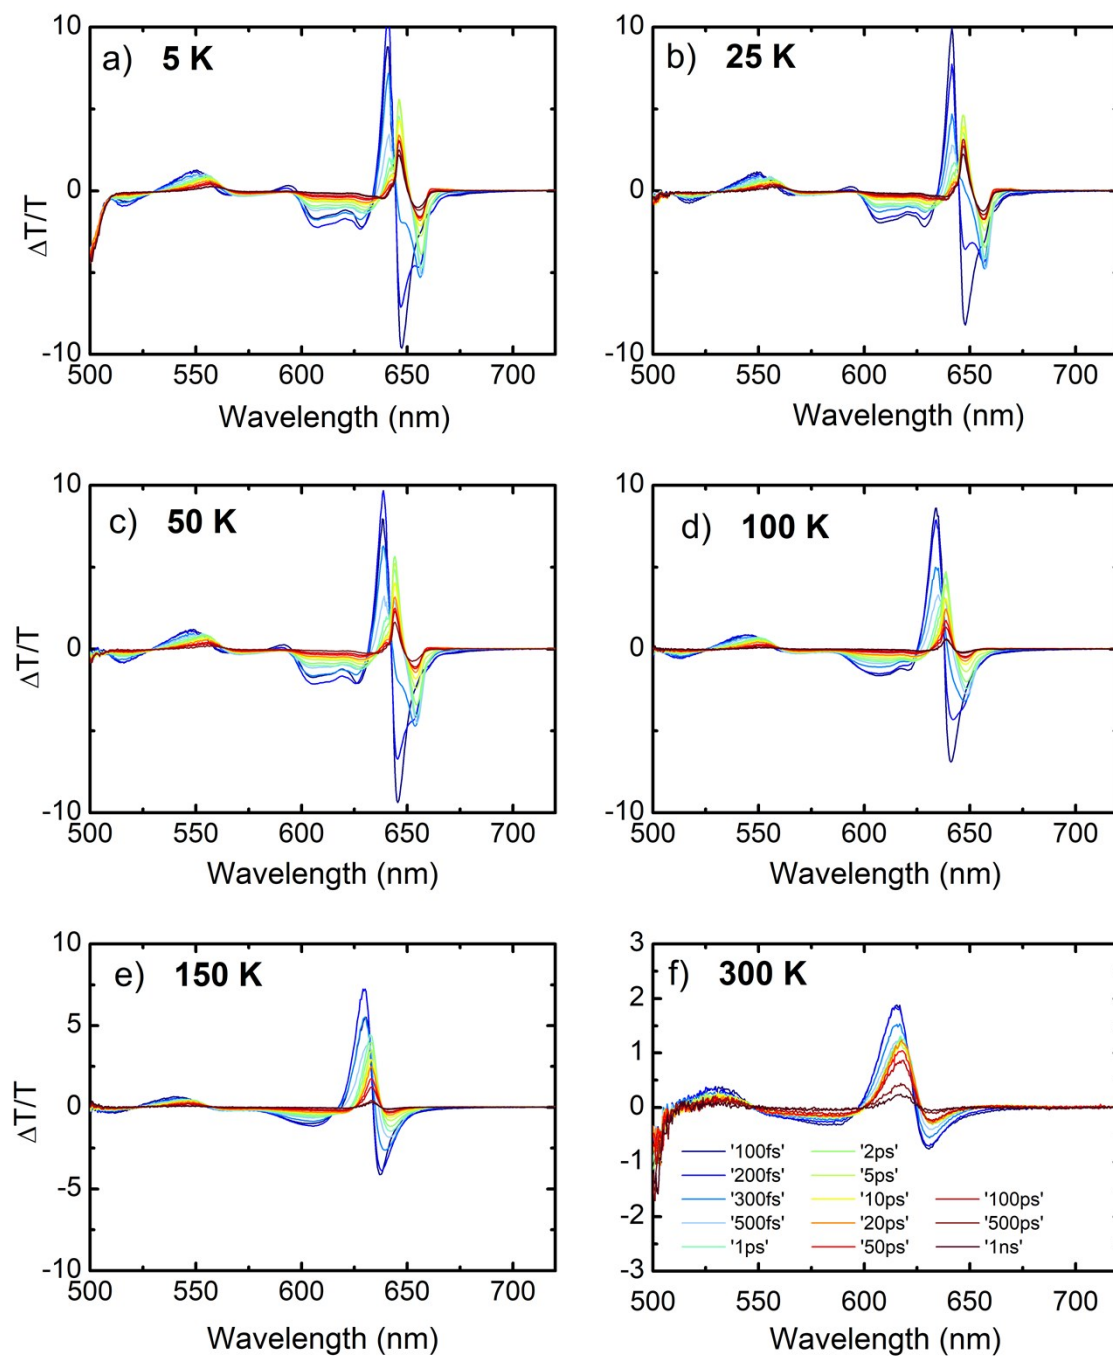 a) 5 K
10
0
-10
ΔT/T
500 550 600 650 700
Wavelength (nm)
b) 25 K
10
0
-10
500 550 600 650 700
Wavelength (nm)
c) 50 K
10
0
-10
ΔT/T
500 550 600 650 700
Wavelength (nm)
d) 100 K
10
0
-10
500 550 600 650 700
Wavelength (nm)
e) 150 K
10
5
0
-5
-10
ΔT/T
500 550 600 650 700
Wavelength (nm)
f) 300 K
3
2
1
0
-1
-2
-3
'100fs' '2ps'
'200fs' '5ps'
'300fs' '10ps' '100ps'
'500fs' '20ps' '500ps'
'1ps' '50ps' '1ns'
500 550 600 650 700
Wavelength (nm)